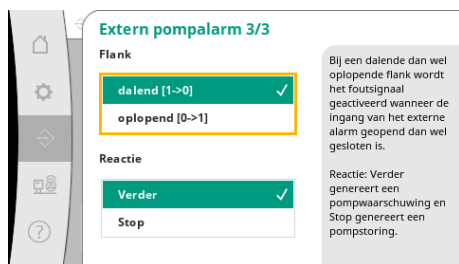 Extern pompalarm 3/3
Flank
dalend [1->0]
oplopend [0->1]
Reactie
Verder
Stop
Bij een dalende dan wel
oplopende flank wordt
het foutsignaal
geactiveerd wanneer de
ingang van het externe
alarm geopend dan wel
gesloten is.
Reactie: Verder
genereert een
pompwaarschuwing en
Stop genereert een
pompstoring.